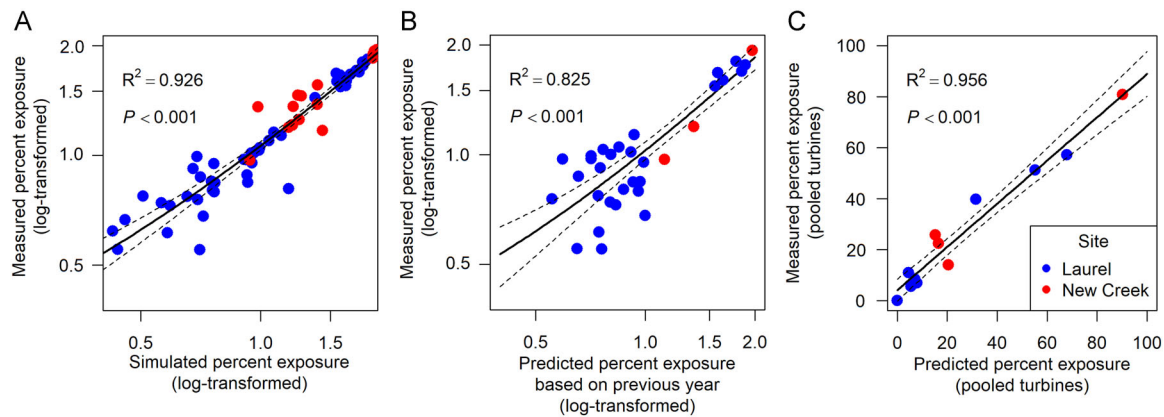 A
Measured percent exposure
(log-transformed)
2.0
1.5
1.0
0.5
R² = 0.926
P < 0.001
0.5 1.0 1.5
Simulated percent exposure
(log-transformed)
B
Measured percent exposure
(log-transformed)
2.0
1.5
1.0
0.5
R² = 0.825
P < 0.001
0.5 1.0 1.5 2.0
Predicted percent exposure
based on previous year
(log-transformed)
C
Measured percent exposure
(pooled turbines)
100
80
60
40
20
0
R² = 0.956
P < 0.001
Site
Laurel
New Creek
0 20 40 60 80 100
Predicted percent exposure
(pooled turbines)